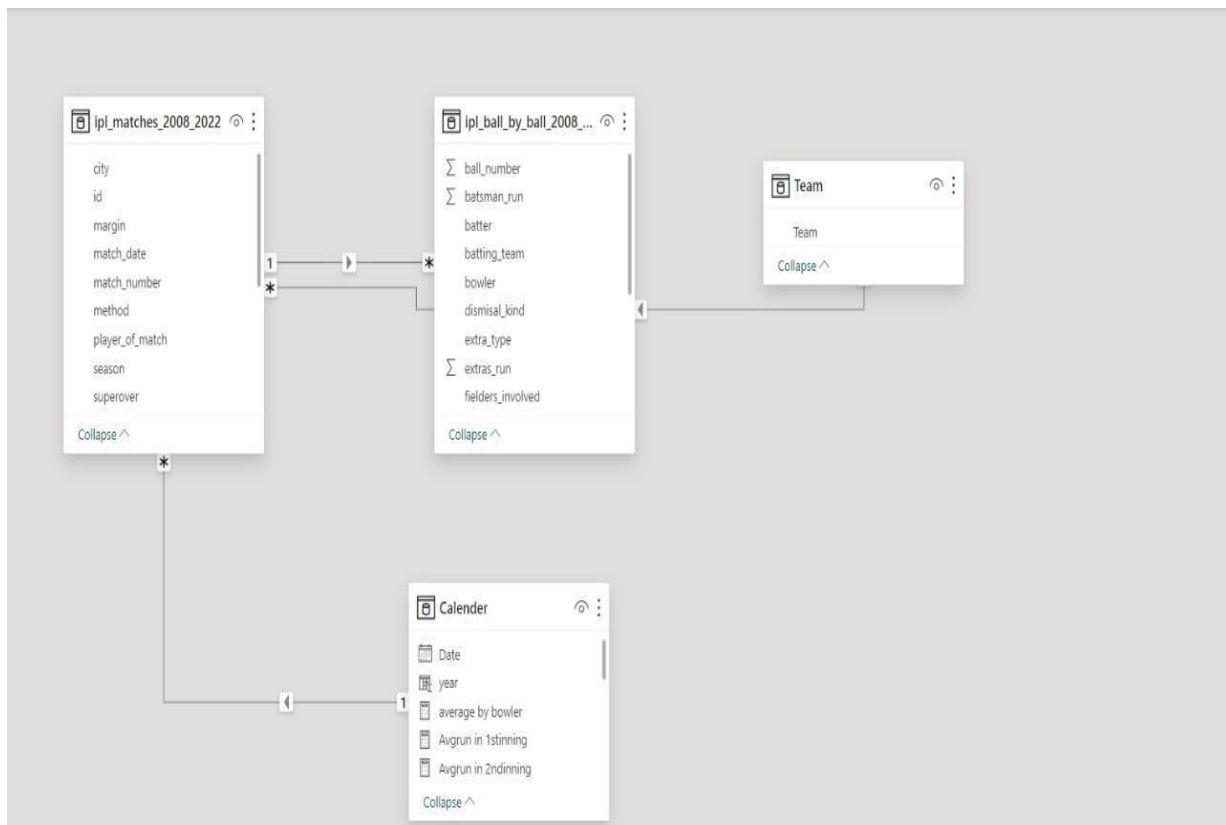 ipl_matches_2008_2022
city
id
margin
match_date
match_number
method
player_of_match
season
superover
Collapse
1
*
*
ipl_ball_by_ball_2008_...
Σ ball_number
Σ batsman_run
batter
batting_team
bowler
dismisal_kind
extra_type
Σ extras_run
fielders_involved
Collapse
*
Team
Team
Collapse
*
Calender
Date
year
average by bowler
Avgrun in 1stinning
Avgrun in 2ndinning
Collapse
1